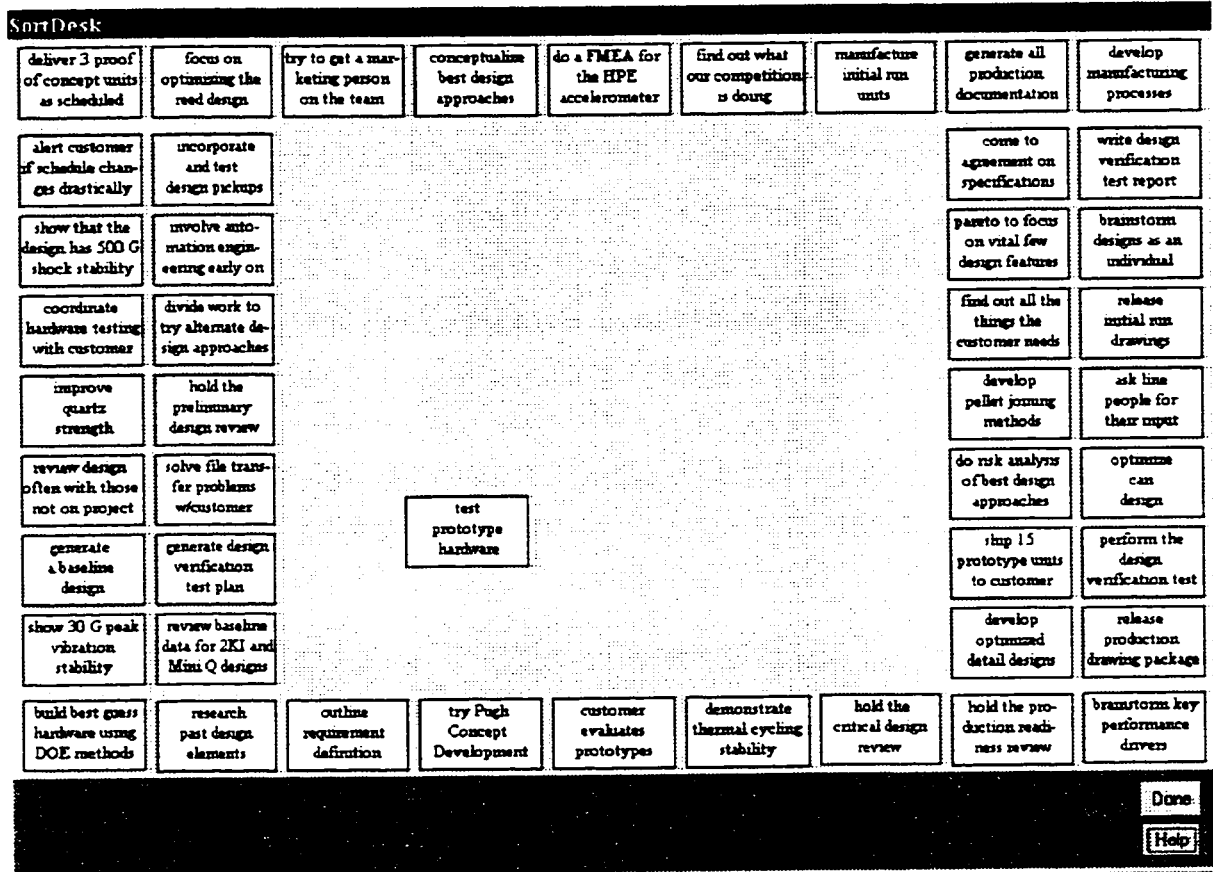 SortDesk
deliver 3 proof
of concept units
as scheduled
focus on
optimizing the
reed design
try to get a mar-
keting person
on the team
conceptualize
best design
approaches
do a FMEA for
the HPE
accelerometer
find out what
our competition
is doing
manufacture
initial run
units
generate all
production
documentation
develop
manufacturing
processes
alert customer
if schedule chan-
ges drastically
incorporate
and test
design pickups
come to
agreement on
specifications
write design
verification
test report
show that the
design has 500 G
shock stability
involve auto-
mation engin-
eering early on
pareto to focus
on vital few
design features
brainstorm
designs as an
individual
coordinate
hardware testing
with customer
divide work to
try alternate de-
sign approaches
find out all the
things the
customer needs
release
initial run
drawings
improve
quartz
strength
hold the
preliminary
design review
develop
pellet joining
methods
ask line
people for
their input
review design
often with those
not on project
solve file trans-
fer problems
w/customer
do risk analysis
of best design
approaches
optimize
can
design
test
prototype
hardware
generate
a baseline
design
generate design
verification
test plan
ship 15
prototype units
to customer
perform the
design
verification test
show 30 G peak
vibration
stability
review baseline
data for 2KI and
Mini Q designs
develop
optimized
detail designs
release
production
drawing package
build best guess
hardware using
DOE methods
research
past design
elements
outline
requirement
definition
try Pugh
Concept
Development
customer
evaluates
prototypes
demonstrate
thermal cycling
stability
hold the
critical design
review
hold the pro-
duction readi-
ness review
brainstorm key
performance
drivers
Done
Help